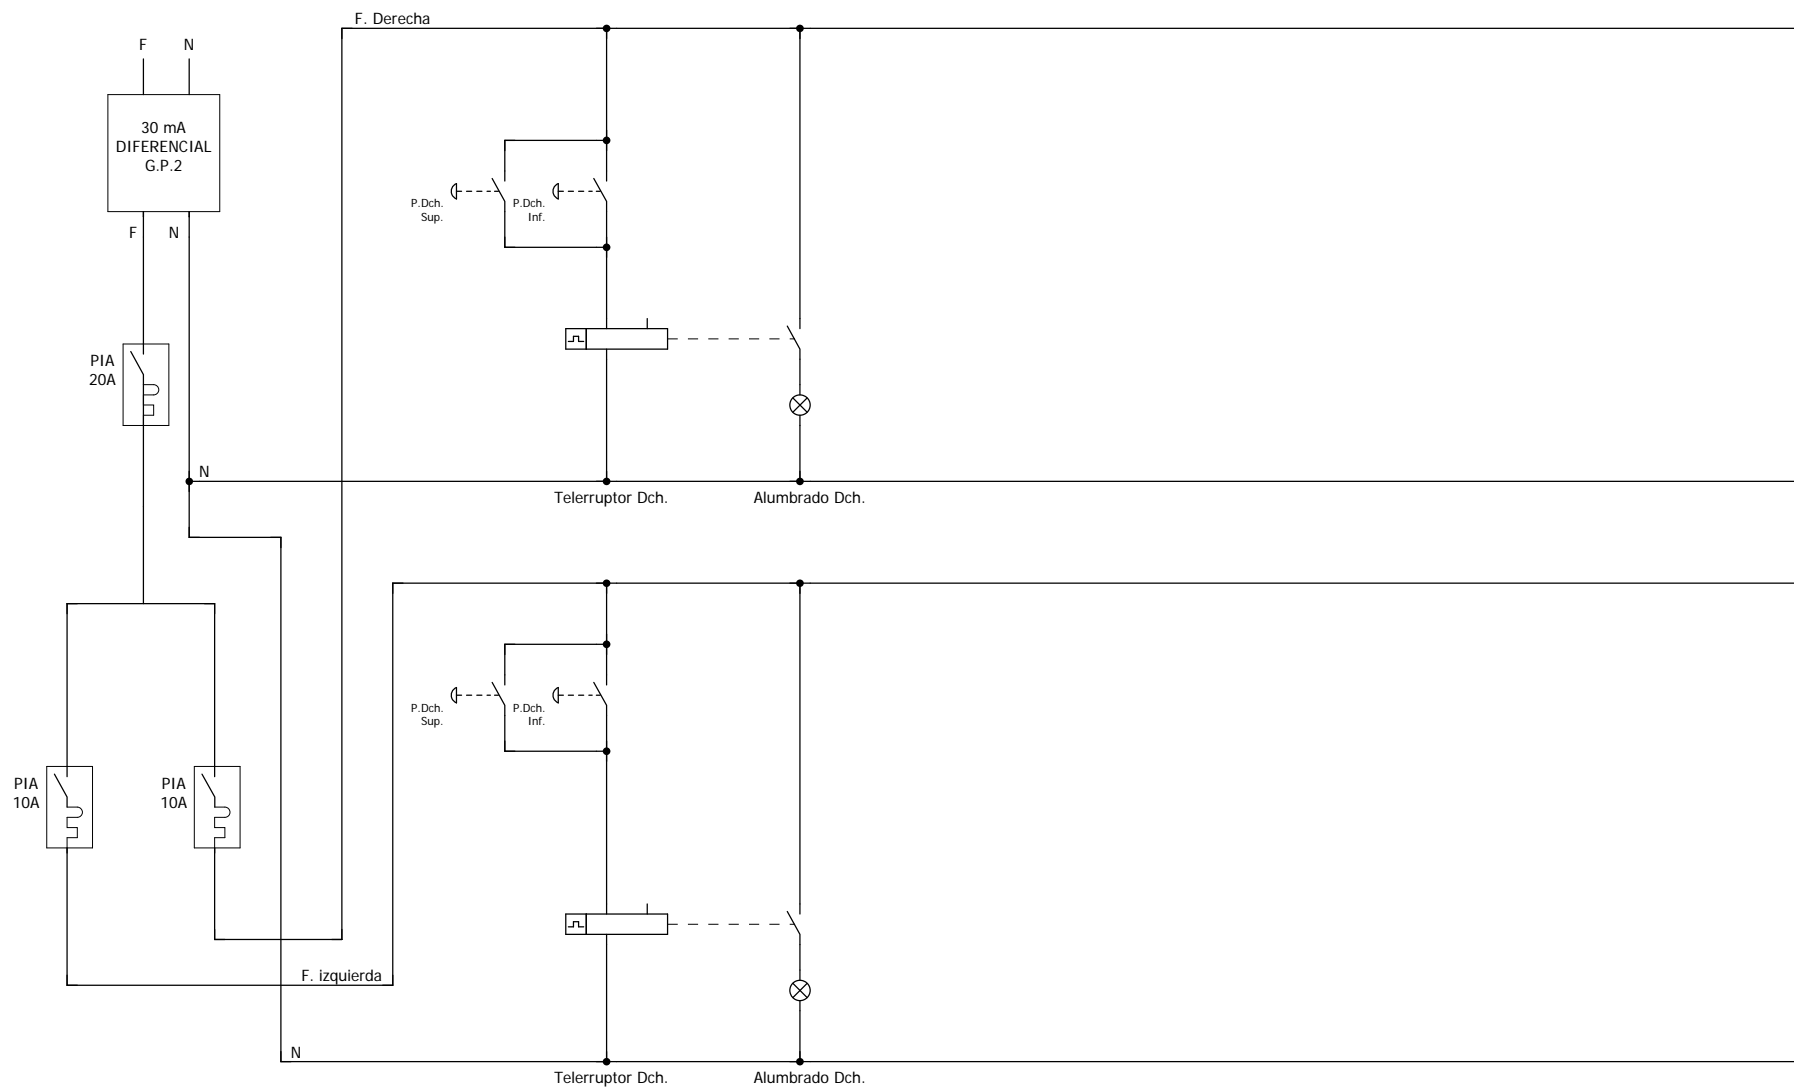 F. Derecha
F N
30 mA
DIFERENCIAL
G.P.2
P.Dch.
Sup.
P.Dch.
Inf.
F N
PIA
20A
N
Telerruptor Dch.
Alumbrado Dch.
P.Dch.
Sup.
P.Dch.
Inf.
PIA
10A
PIA
10A
F. izquierda
N
Telerruptor Dch.
Alumbrado Dch.